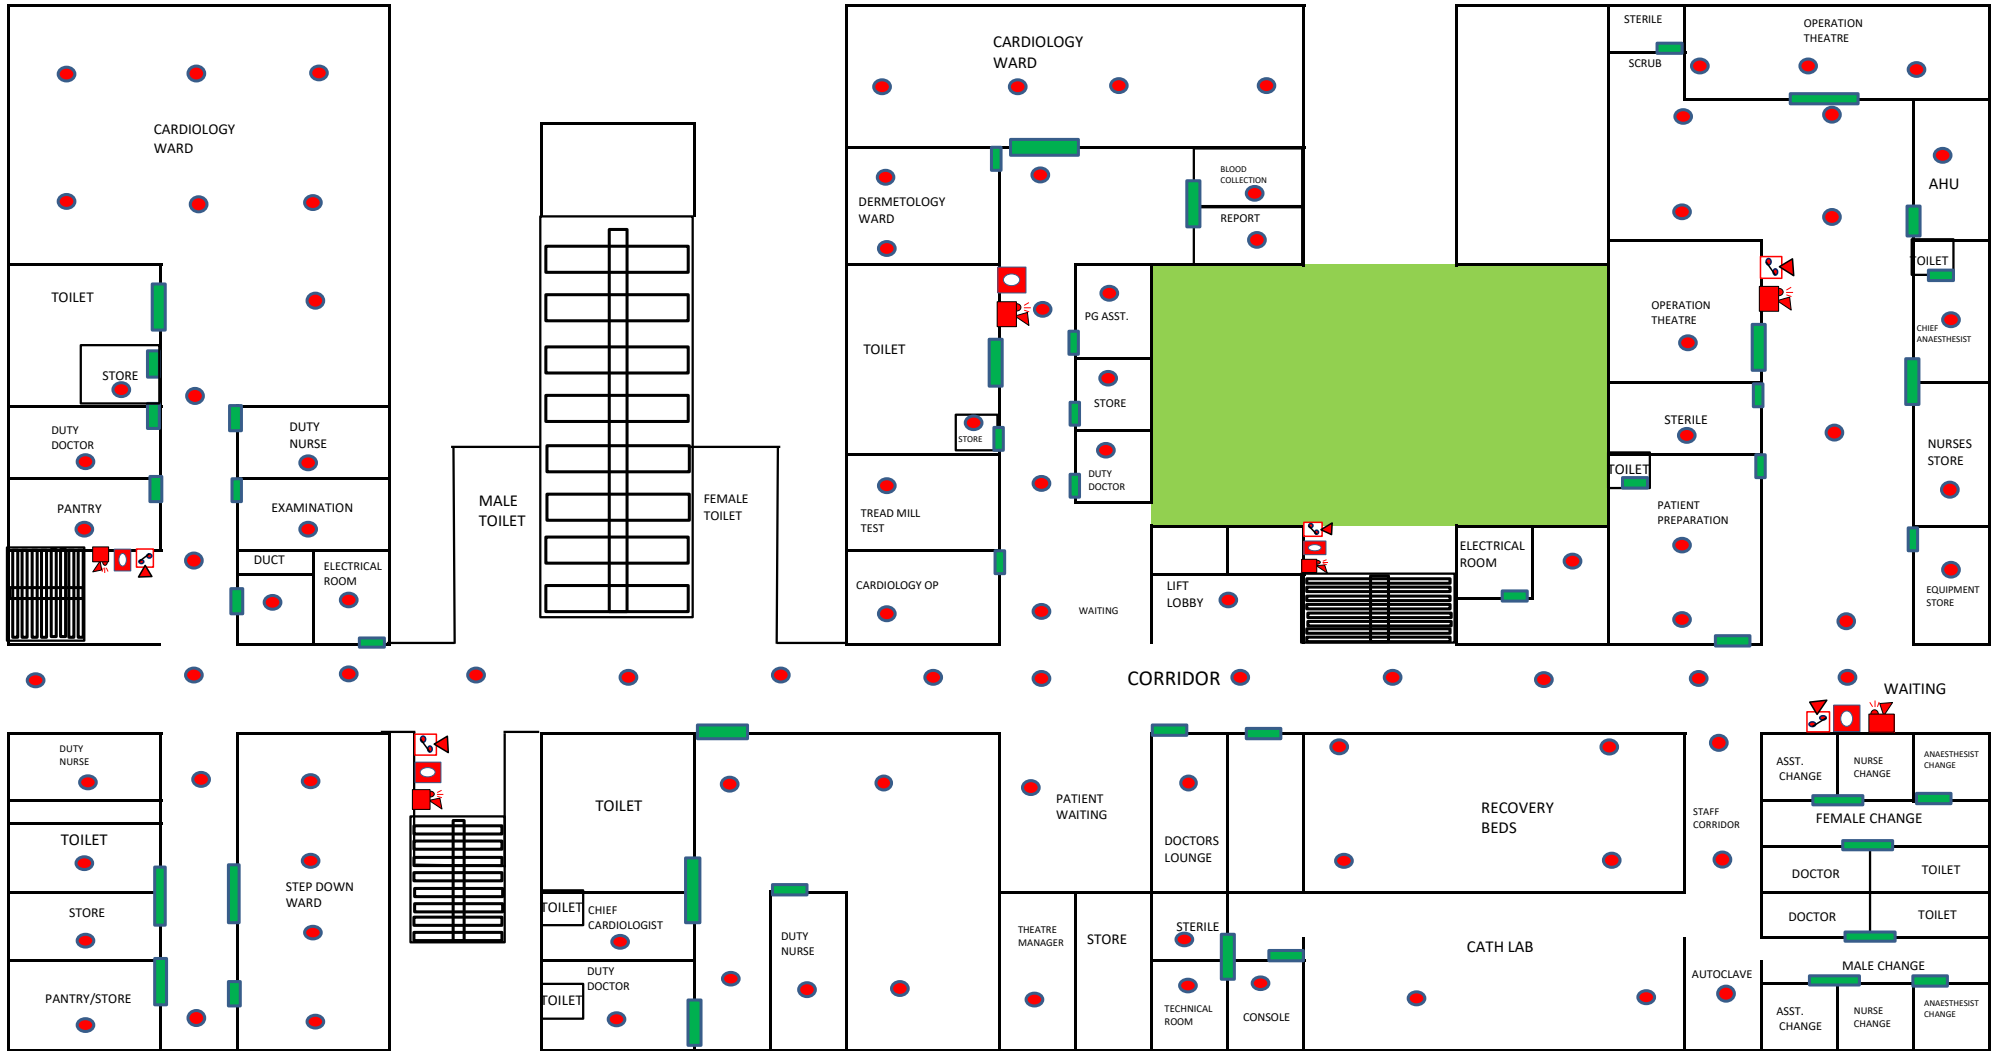 CARDIOLOGY
WARD
TOILET
STORE
DUTY
DOCTOR
DUTY
NURSE
PANTRY
EXAMINATION
DUCT
ELECTRICAL
ROOM
MALE
TOILET
FEMALE
TOILET
CARDIOLOGY
WARD
DERMETOLOGY
WARD
BLOOD
COLLECTION
REPORT
TOILET
PG ASST.
STORE
STORE
DUTY
DOCTOR
TREAD MILL
TEST
CARDIOLOGY OP
WAITING
LIFT
LOBBY
ELECTRICAL
ROOM
STERILE
SCRUB
OPERATION
THEATRE
AHU
TOILET
OPERATION
THEATRE
CHIEF
ANAESTHESIST
STERILE
TOILET
PATIENT
PREPARATION
NURSES
STORE
EQUIPMENT
STORE
CORRIDOR
WAITING
DUTY
NURSE
TOILET
STORE
PANTRY/STORE
STEP DOWN
WARD
TOILET
TOILET
CHIEF
CARDIOLOGIST
DUTY
DOCTOR
TOILET
DUTY
NURSE
PATIENT
WAITING
THEATRE
MANAGER
STORE
DOCTORS
LOUNGE
STERILE
TECHNICAL
ROOM
CONSOLE
RECOVERY
BEDS
CATH LAB
STAFF
CORRIDOR
AUTOCLAVE
ASST.
CHANGE
NURSE
CHANGE
ANAESTHESIST
CHANGE
FEMALE CHANGE
DOCTOR
TOILET
DOCTOR
TOILET
MALE CHANGE
ASST.
CHANGE
NURSE
CHANGE
ANAESTHESIST
CHANGE